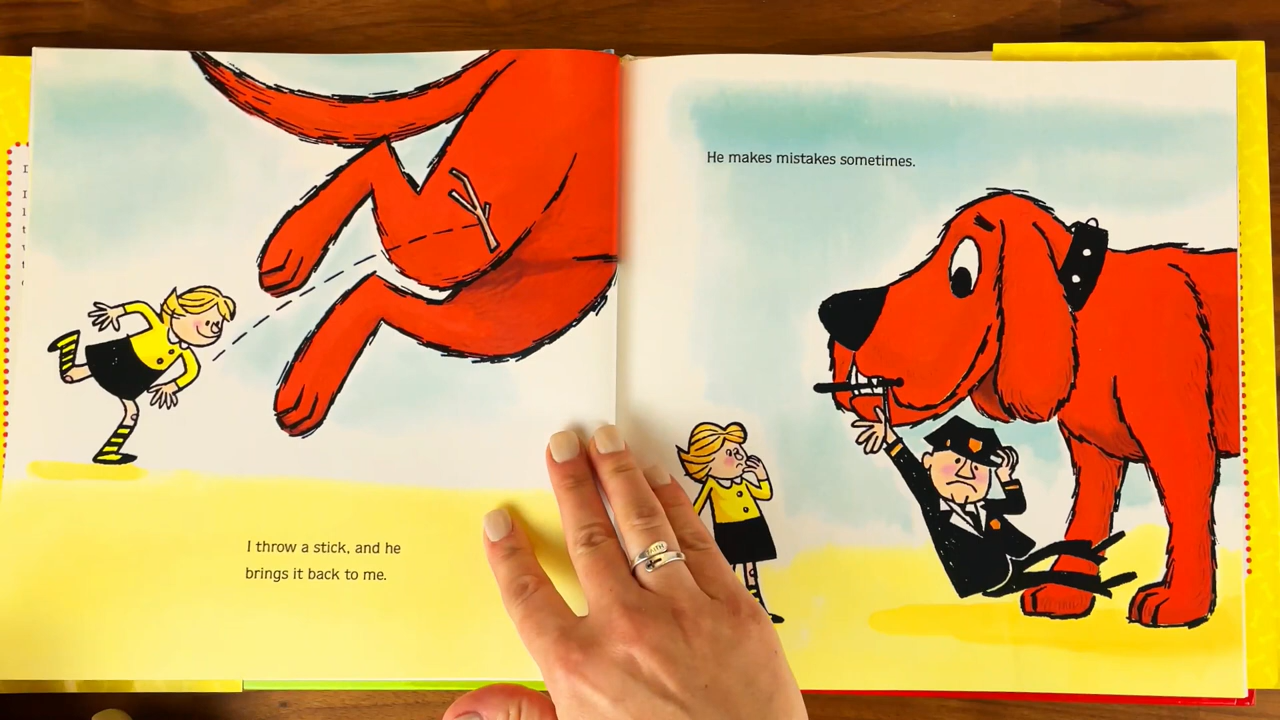 I throw a stick, and he
brings it back to me.
He makes mistakes sometimes.